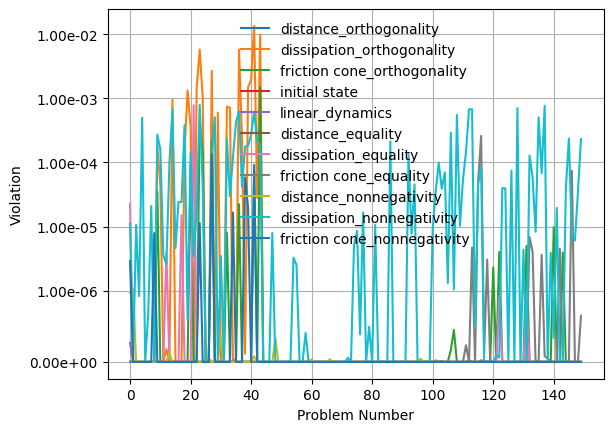 1.00e-02
1.00e-03
1.00e-04
1.00e-05
1.00e-06
0.00e+00
Violation
distance_orthogonality
dissipation_orthogonality
friction cone_orthogonality
initial state
linear_dynamics
distance_equality
dissipation_equality
friction cone_equality
distance_nonnegativity
dissipation_nonnegativity
friction cone_nonnegativity
0 20 40 60 80 100 120 140
Problem Number